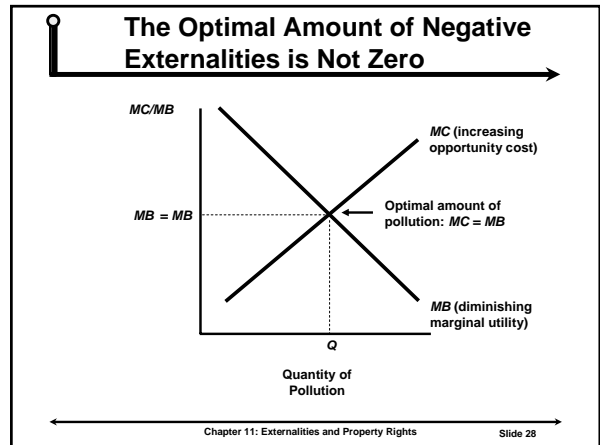 The Optimal Amount of Negative
Externalities is Not Zero
MC/MB
MC (increasing
opportunity cost)
Optimal amount of
pollution: MC = MB
MB = MB
MB (diminishing
marginal utility)
Q
Quantity of
Pollution
Chapter 11: Externalities and Property Rights
Slide 28